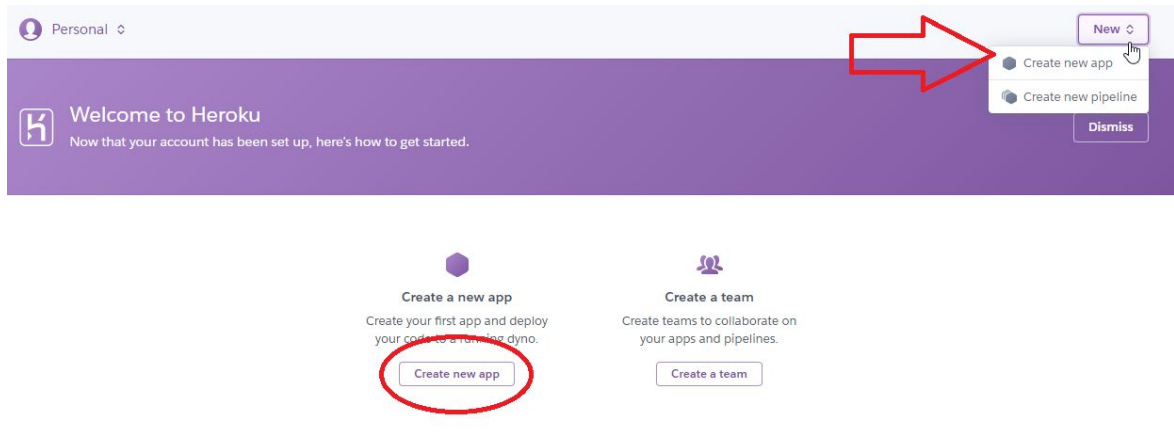 Personal
New
Create new app
Create new pipeline
Welcome to Heroku
Now that your account has been set up, here's how to get started.
Dismiss
Create a new app
Create your first app and deploy
your code to a running dyno.
Create new app
Create a team
Create teams to collaborate on
your apps and pipelines.
Create a team